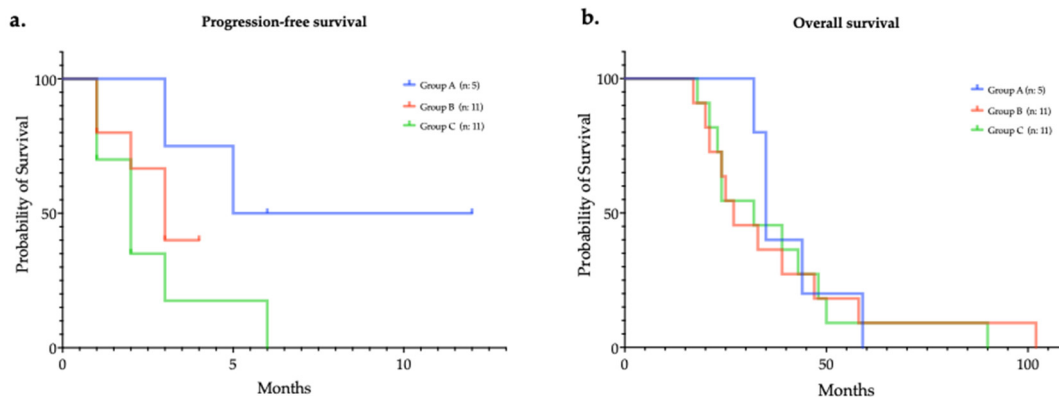 a.
Progression-free survival
Probability of Survival
100
50
0
0
5
10
Months
Group A (n: 5)
Group B (n: 11)
Group C (n: 11)
b.
Overall survival
Probability of Survival
100
50
0
0
50
100
Months
Group A (n: 5)
Group B (n: 11)
Group C (n: 11)